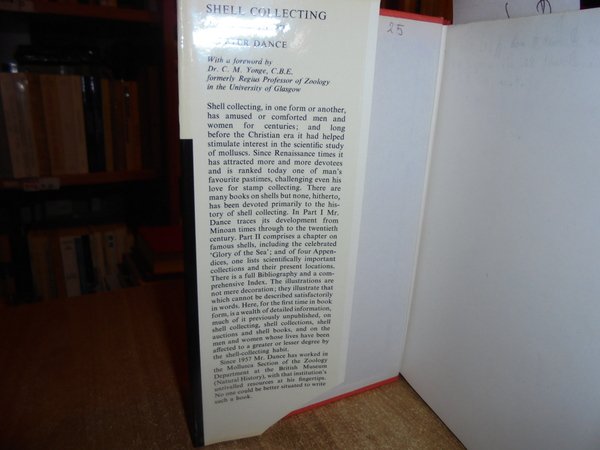 SHELL COLLECTING
DANCE
With a foreword by
Dr. C. M. Yonge, C.B.E.
formerly Regius Professor of Zoology
in the University of Glasgow
Shell collecting, in one form or another,
has amused or comforted men and
women for centuries; and long
before the Christian era it had helped
stimulate interest in the scientific study
of molluscs. Since Renaissance times it
has attracted more and more devotees
and is ranked today one of man's
favourite pastimes, challenging even his
love for stamp collecting. There are
many books on shells but none, hitherto,
has been devoted primarily to the his-
tory of shell collecting. In Part I Mr.
Dance traces its development from
Minoan times through to the twentieth
century. Part II comprises a chapter on
famous shells, including the celebrated
'Glory of the Sea'; and of four Appen-
dices, one lists scientifically important
collections and their present locations.
There is a full Bibliography and a com-
prehensive Index. The illustrations are
not mere decoration; they illustrate that
which cannot be described satisfactorily
in words. Here, for the first time in book
form, is a wealth of detailed information,
much of it previously unpublished, on
shell collecting, shell collections, shell
auctions and shell books, and on the
men and women whose lives have been
affected to a greater or lesser degree by
the shell-collecting habit.
Since 1957 Mr. Dance has worked in
the Mollusca Section of the Zoology
Department at the British Museum
(Natural History), with that institution's
unrivalled resources at his fingertips.
No one could be better situated to write
such a book.
25